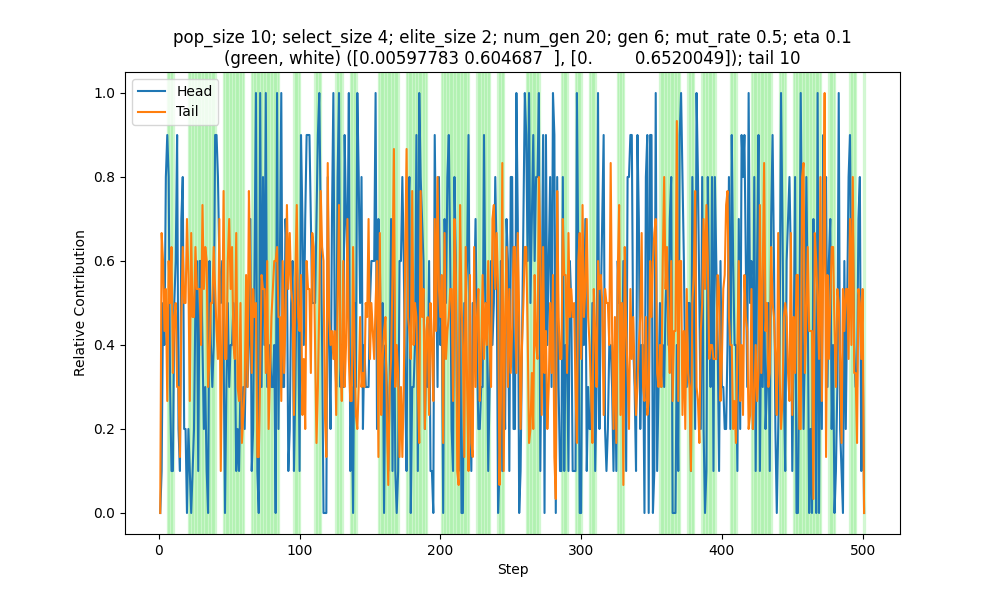 pop_size 10; select_size 4; elite_size 2; num_gen 20; gen 6; mut_rate 0.5; eta 0.1
(green, white) ([0.00597783 0.604687  ], [0.        0.6520049]); tail 10
Head
Tail
1.0
0.8
0.6
0.4
0.2
0.0
Relative Contribution
0 100 200 300 400 500
Step